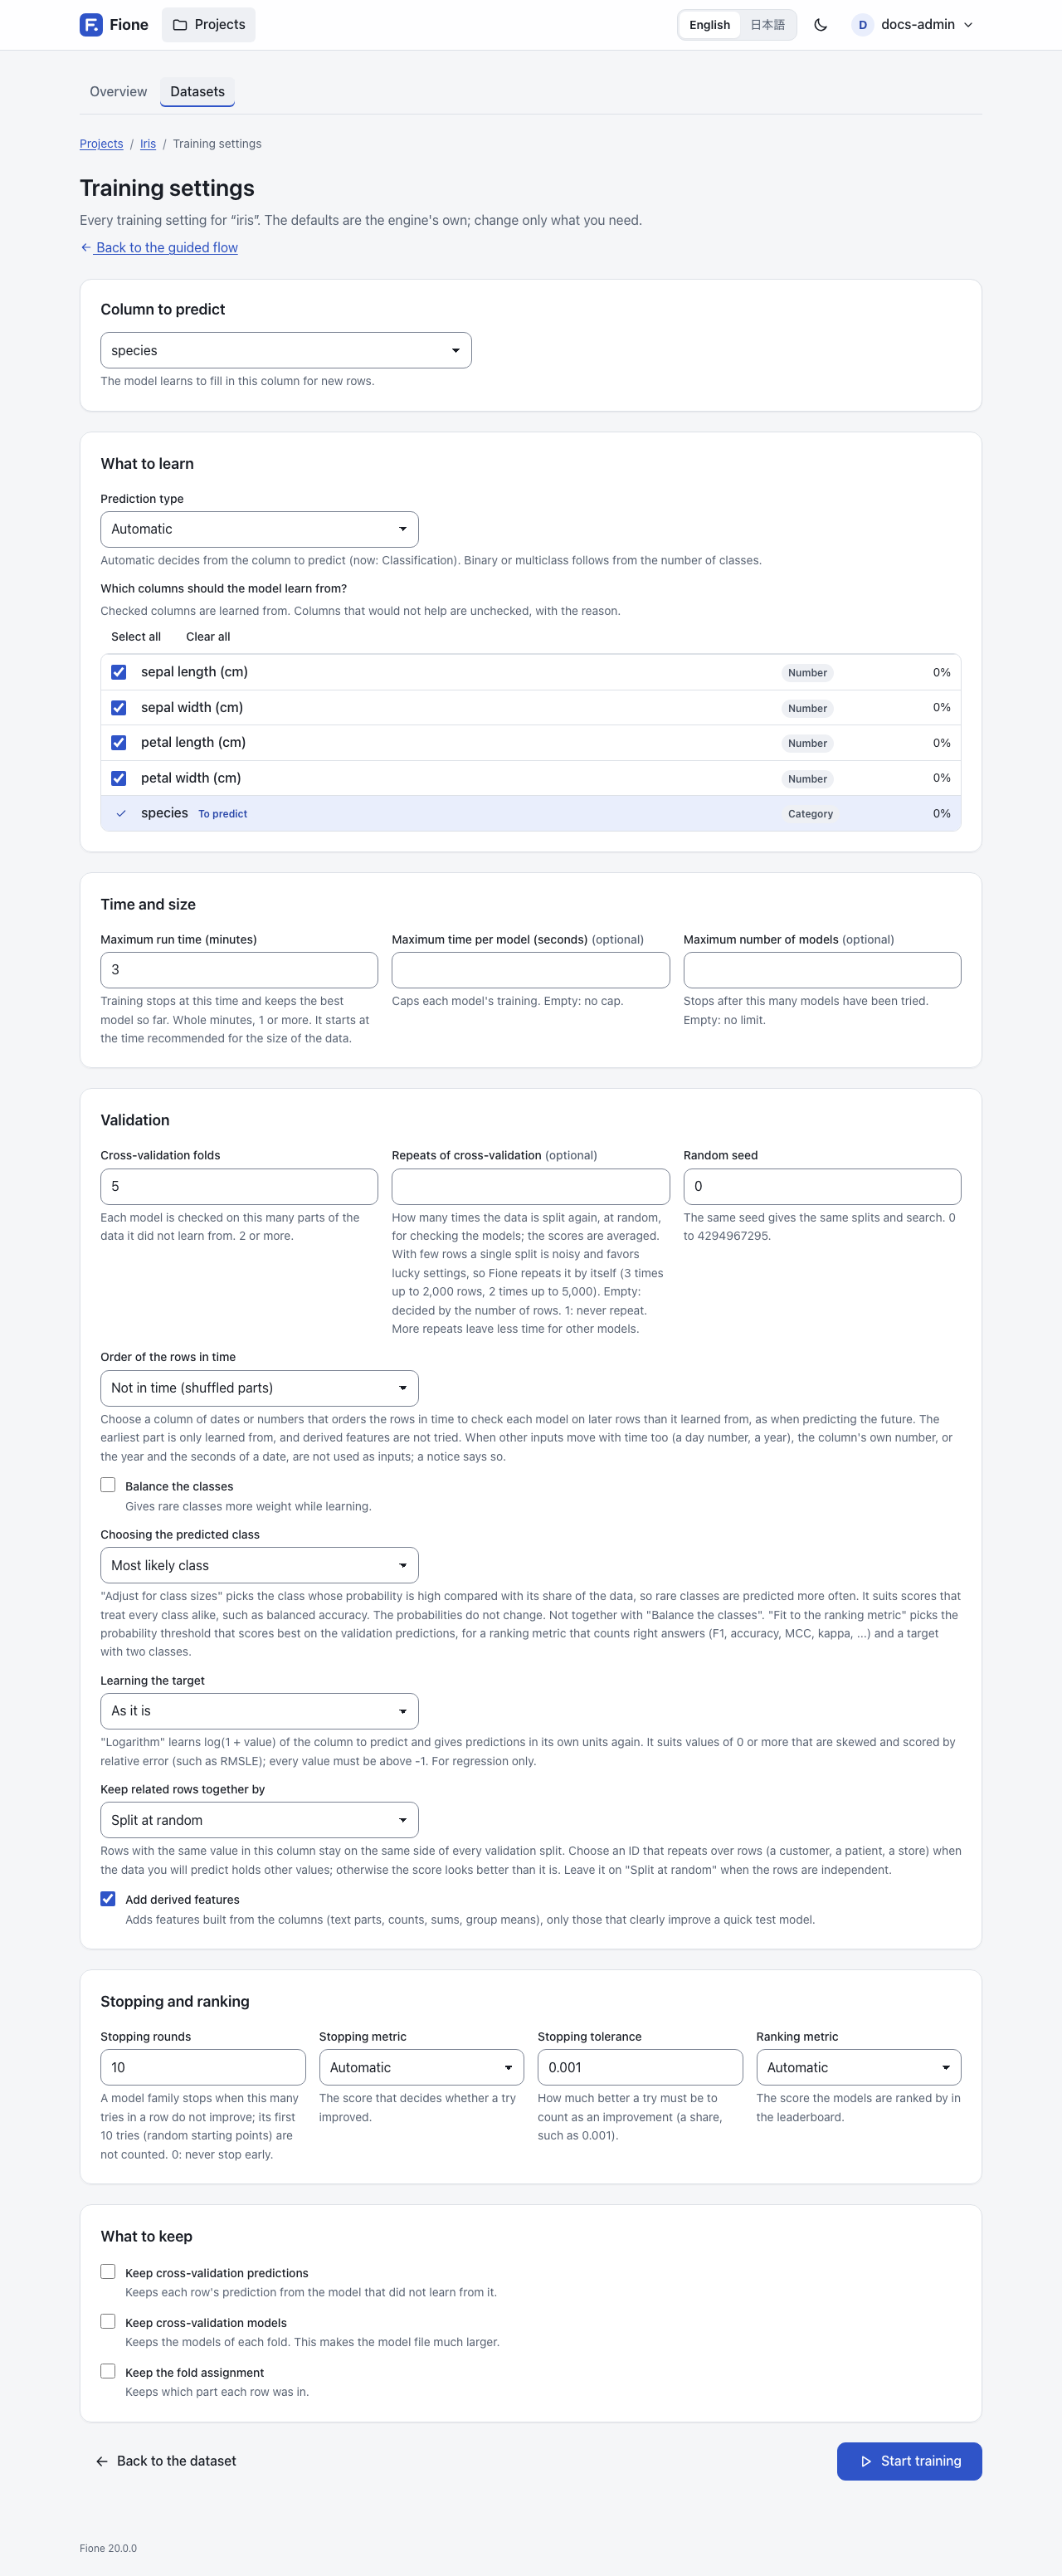 Fione
Projects
English
日本語
D
docs-admin
Overview
Datasets
Projects / Iris / Training settings
Training settings
Every training setting for “iris”. The defaults are the engine's own; change only what you need.
← Back to the guided flow
Column to predict
species
The model learns to fill in this column for new rows.
What to learn
Prediction type
Automatic
Automatic decides from the column to predict (now: Classification). Binary or multiclass follows from the number of classes.
Which columns should the model learn from?
Checked columns are learned from. Columns that would not help are unchecked, with the reason.
Select all
Clear all
sepal length (cm) Number 0%
sepal width (cm) Number 0%
petal length (cm) Number 0%
petal width (cm) Number 0%
species To predict Category 0%
Time and size
Maximum run time (minutes)
3
Training stops at this time and keeps the best
model so far. Whole minutes, 1 or more. It starts at
the time recommended for the size of the data.
Maximum time per model (seconds) (optional)
Caps each model's training. Empty: no cap.
Maximum number of models (optional)
Stops after this many models have been tried.
Empty: no limit.
Validation
Cross-validation folds
5
Each model is checked on this many parts of the
data it did not learn from. 2 or more.
Repeats of cross-validation (optional)
How many times the data is split again, at random,
for checking the models; the scores are averaged.
With few rows a single split is noisy and favors
lucky settings, so Fione repeats it by itself (3 times
up to 2,000 rows, 2 times up to 5,000). Empty:
decided by the number of rows. 1: never repeat.
More repeats leave less time for other models.
Random seed
0
The same seed gives the same splits and search. 0
to 4294967295.
Order of the rows in time
Not in time (shuffled parts)
Choose a column of dates or numbers that orders the rows in time to check each model on later rows than it learned from, as when predicting the future. The
earliest part is only learned from, and derived features are not tried. When other inputs move with time too (a day number, a year), the column's own number, or
the year and the seconds of a date, are not used as inputs; a notice says so.
Balance the classes
Gives rare classes more weight while learning.
Choosing the predicted class
Most likely class
"Adjust for class sizes" picks the class whose probability is high compared with its share of the data, so rare classes are predicted more often. It suits scores that
treat every class alike, such as balanced accuracy. The probabilities do not change. Not together with "Balance the classes". "Fit to the ranking metric" picks the
probability threshold that scores best on the validation predictions, for a ranking metric that counts right answers (F1, accuracy, MCC, kappa, ...) and a target
with two classes.
Learning the target
As it is
"Logarithm" learns log(1 + value) of the column to predict and gives predictions in its own units again. It suits values of 0 or more that are skewed and scored by
relative error (such as RMSLE); every value must be above -1. For regression only.
Keep related rows together by
Split at random
Rows with the same value in this column stay on the same side of every validation split. Choose an ID that repeats over rows (a customer, a patient, a store) when
the data you will predict holds other values; otherwise the score looks better than it is. Leave it on "Split at random" when the rows are independent.
Add derived features
Adds features built from the columns (text parts, counts, sums, group means), only those that clearly improve a quick test model.
Stopping and ranking
Stopping rounds
10
A model family stops when this many
tries in a row do not improve; its first
10 tries (random starting points) are
not counted. 0: never stop early.
Stopping metric
Automatic
The score that decides whether a try
improved.
Stopping tolerance
0.001
How much better a try must be to
count as an improvement (a share,
such as 0.001).
Ranking metric
Automatic
The score the models are ranked by in
the leaderboard.
What to keep
Keep cross-validation predictions
Keeps each row's prediction from the model that did not learn from it.
Keep cross-validation models
Keeps the models of each fold. This makes the model file much larger.
Keep the fold assignment
Keeps which part each row was in.
← Back to the dataset
Start training
Fione 20.0.0